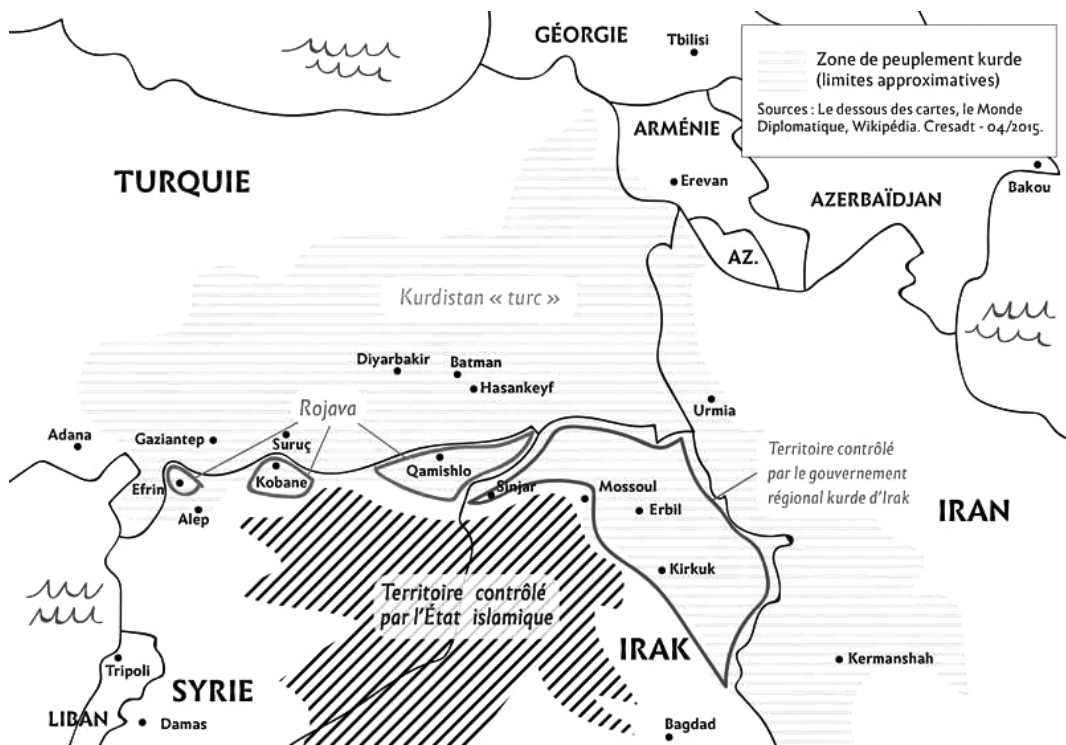 GÉORGIE
Tbilisi
Zone de peuplement kurde
(limites approximatives)
Sources : Le dessous des cartes, le Monde
Diplomatique, Wikipédia. Cresadt - 04/2015.
ARMÉNIE
TURQUIE
Erevan
Bakou
AZERBAÏDJAN
AZ.
Kurdistan « turc »
Diyarbakir
Batman
Hasankeyf
Rojava
Urmia
Adana
Gaziantep
Suruç
Territoire contrôlé
par le gouvernement
régional kurde d'Irak
Efrin
Kobane
Qamishlo
Sinjar
Mossoul
Alep
Erbil
IRAN
Kirkuk
Territoire contrôlé
par l'État islamique
IRAK
Kermanshah
Tripoli
SYRIE
LIBAN
Damas
Bagdad